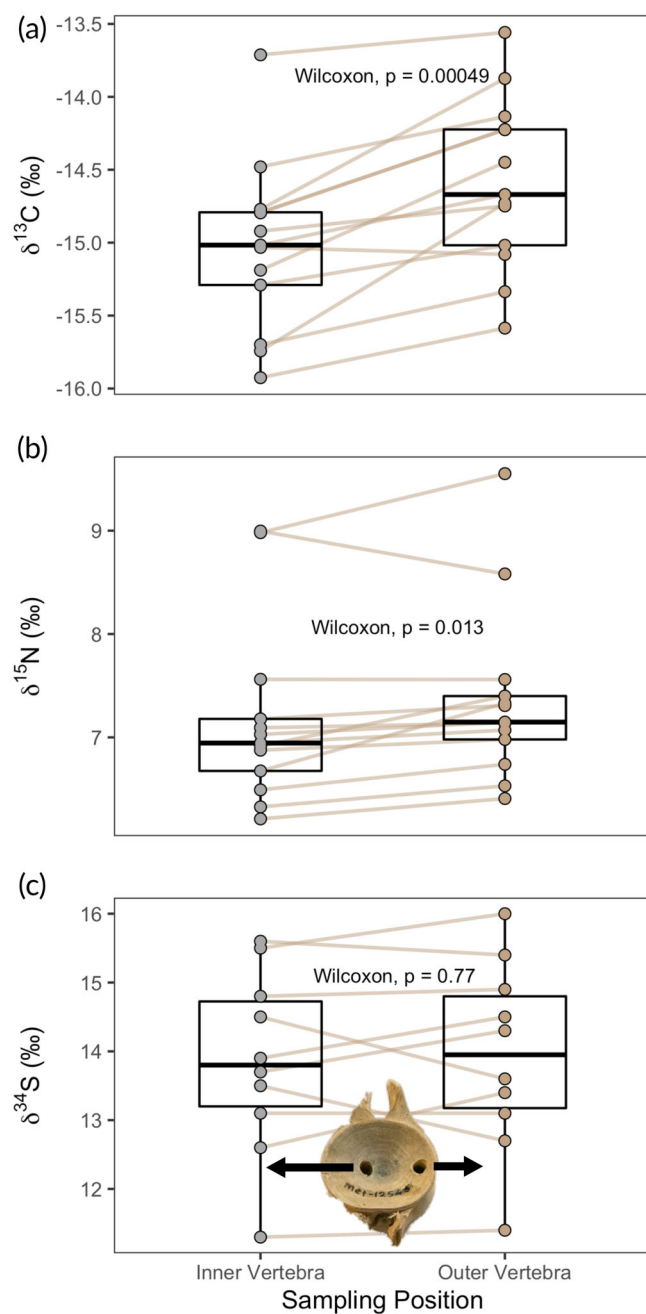 (a)
-13.5
Wilcoxon, p = 0.00049
-14.0
-14.5
δ13C (‰)
-15.0
-15.5
-16.0
(b)
9
8
Wilcoxon, p = 0.013
δ15N (‰)
7
(c)
16
Wilcoxon, p = 0.77
15
14
δ34S (‰)
13
12
Inner Vertebra
Outer Vertebra
Sampling Position